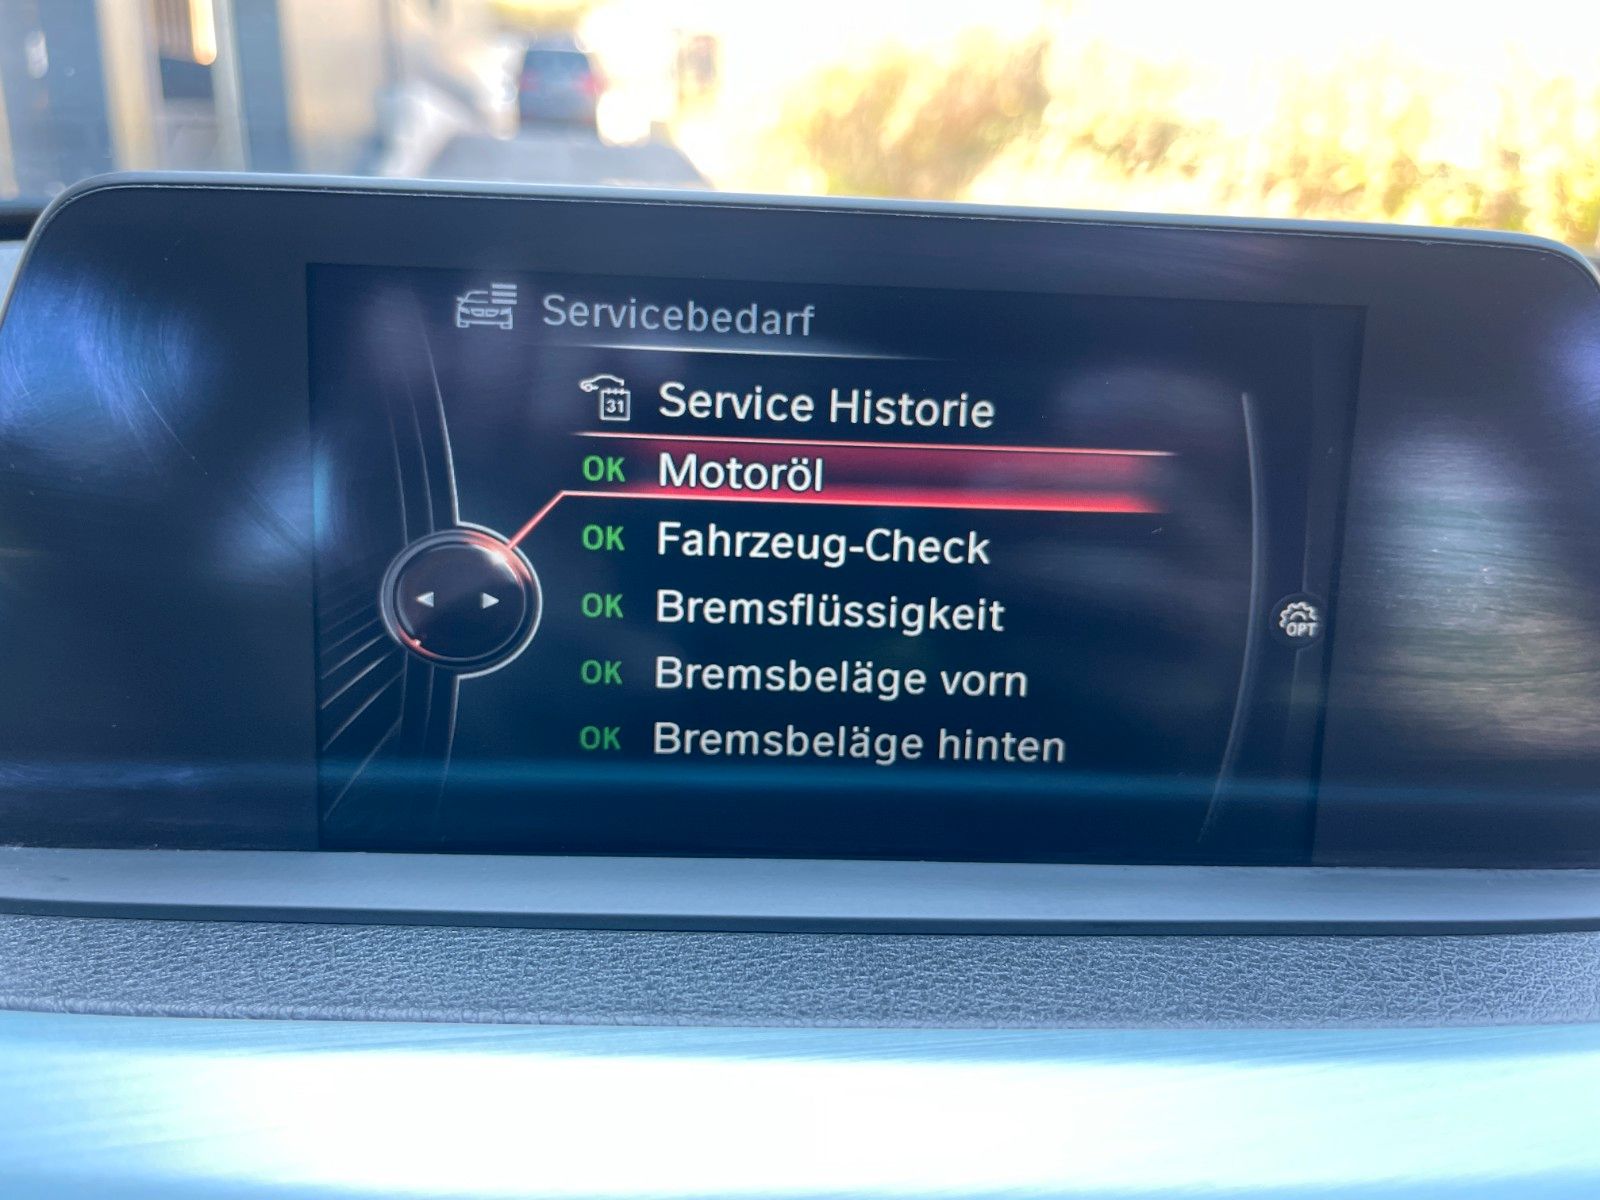 Servicebedarf
31 Service Historie
OK Motoröl
OK Fahrzeug-Check
OK Bremsflüssigkeit
OPT
OK Bremsbeläge vorn
OK Bremsbeläge hinten